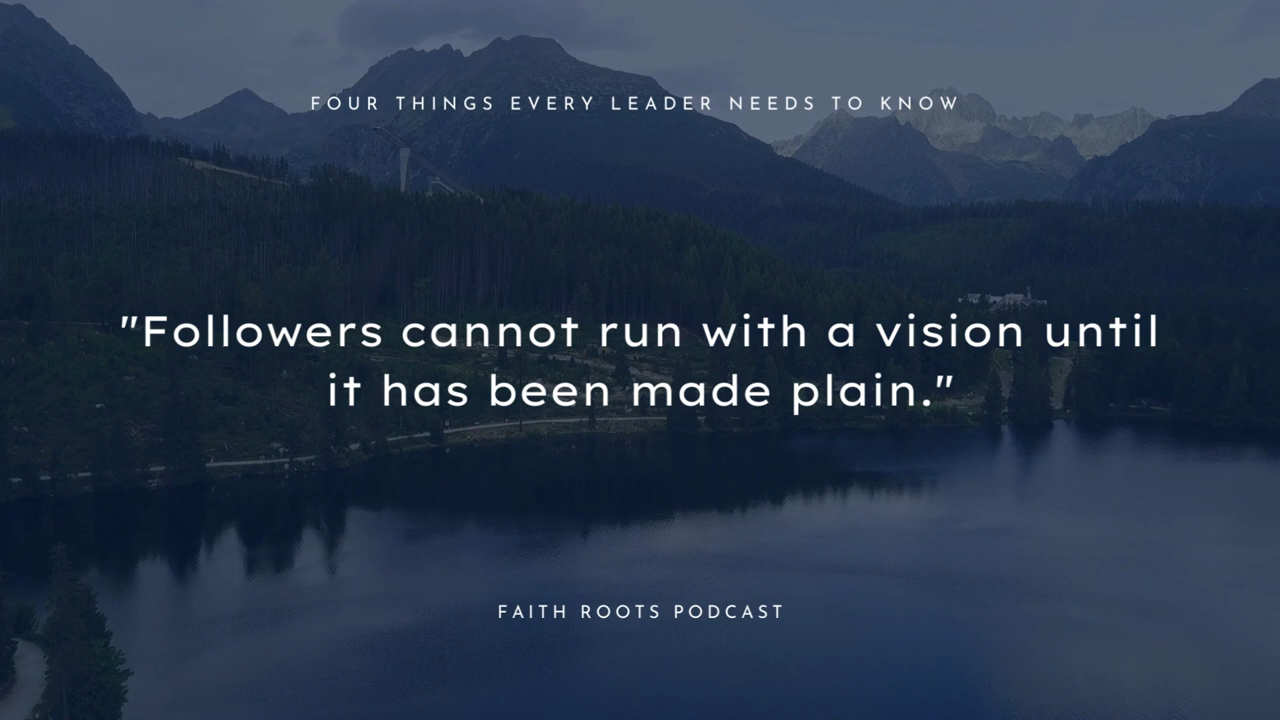 FOUR THINGS EVERY LEADER NEEDS TO KNOW
"Followers cannot run with a vision until
it has been made plain."
FAITH ROOTS PODCAST